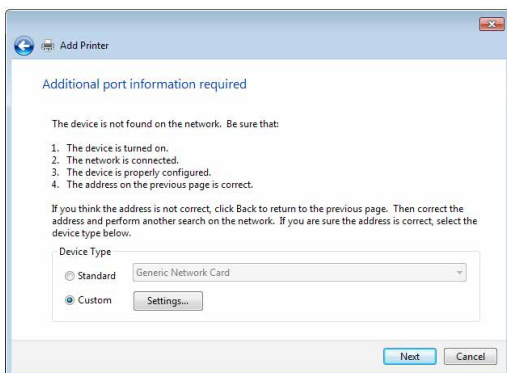 Add Printer
Additional port information required
The device is not found on the network. Be sure that:
1. The device is turned on.
2. The network is connected.
3. The device is properly configured.
4. The address on the previous page is correct.
If you think the address is not correct, click Back to return to the previous page. Then correct the
address and perform another search on the network. If you are sure the address is correct, select the
device type below.
Device Type
Standard
Generic Network Card
Custom
Settings...
Next
Cancel